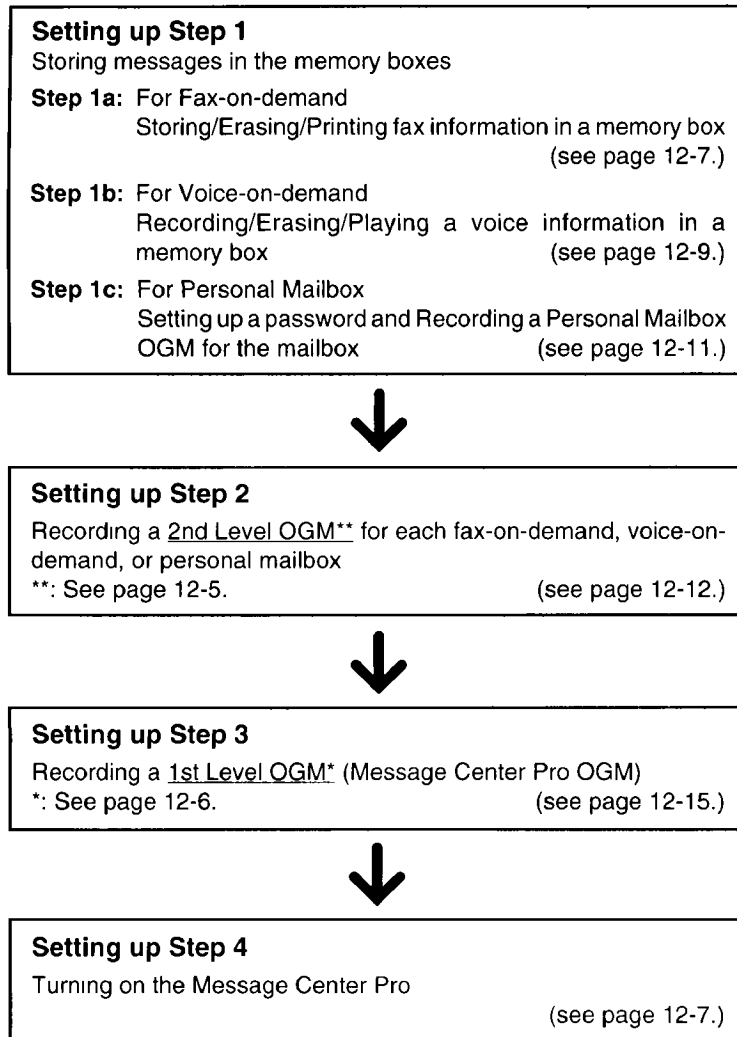 Setting up Step 1
Storing messages in the memory boxes
Step 1a: For Fax-on-demand
Storing/Erasing/Printing fax information in a memory box
(see page 12-7.)
Step 1b: For Voice-on-demand
Recording/Erasing/Playing a voice information in a
memory box (see page 12-9.)
Step 1c: For Personal Mailbox
Setting up a password and Recording a Personal Mailbox
OGM for the mailbox (see page 12-11.)
Setting up Step 2
Recording a 2nd Level OGM** for each fax-on-demand, voice-on-
demand, or personal mailbox
**: See page 12-5. (see page 12-12.)
Setting up Step 3
Recording a 1st Level OGM* (Message Center Pro OGM)
*: See page 12-6. (see page 12-15.)
Setting up Step 4
Turning on the Message Center Pro
(see page 12-7.)